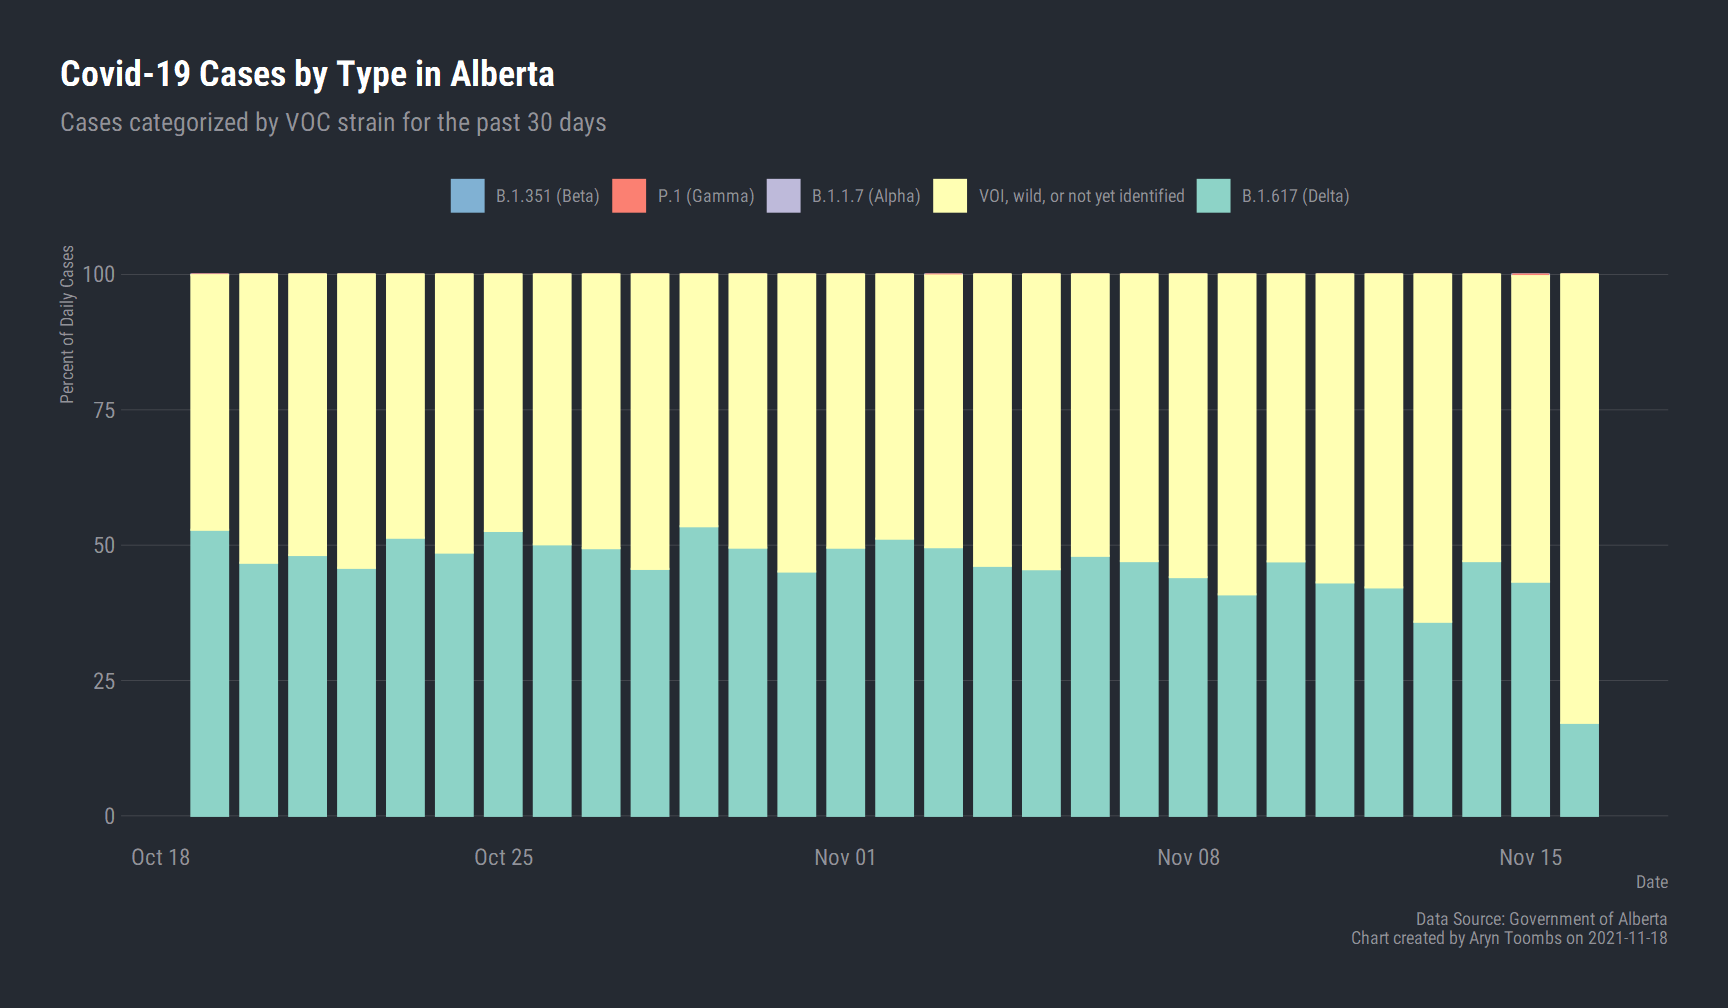 Covid-19 Cases by Type in Alberta
Cases categorized by VOC strain for the past 30 days
B.1.351 (Beta) P.1 (Gamma) B.1.1.7 (Alpha) VOI, wild, or not yet identified B.1.617 (Delta)
Percent of Daily Cases
100
75
50
25
0
Oct 18 Oct 25 Nov 01 Nov 08 Nov 15
Date
Data Source: Government of Alberta
Chart created by Aryn Toombs on 2021-11-18